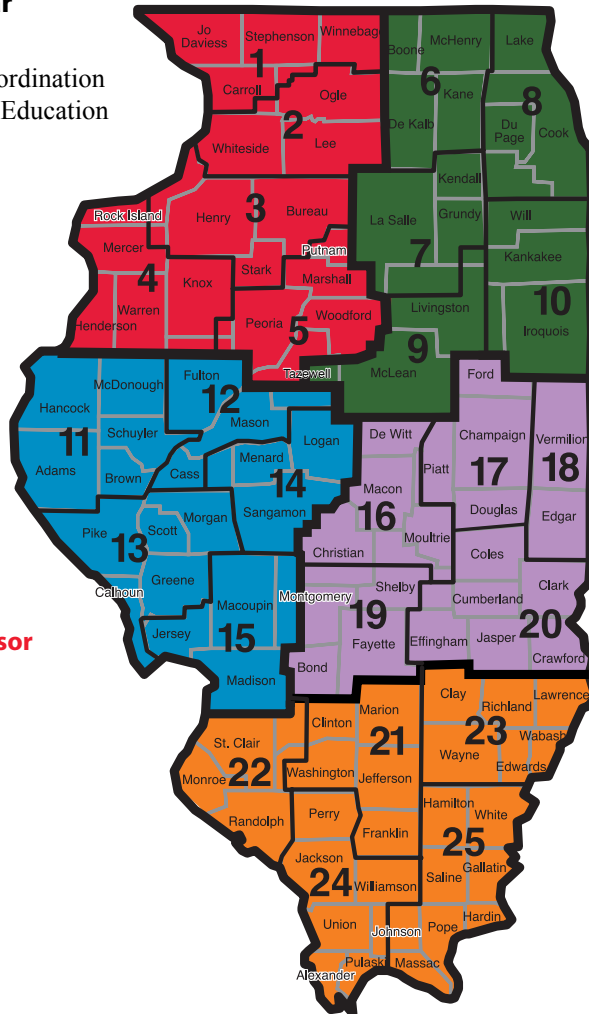 r
ordination
Education
sor
Jo
Daviess
Stephenson
Winnebag
1
Carroll
Ogle
2
Whiteside
Lee
Boone
McHenry
Lake
6
Kane
8
De Kalb
Du
Page
Cook
Rock Island
Henry
3
Bureau
Putnam
Mercer
4
Knox
Stark
Marshall
Warren
Henderson
Peoria
5
Woodford
Tazewell
Kendall
La Salle
Grundy
7
Will
Kankakee
Livingston
10
Iroquois
9
McLean
McDonough
Fulton
12
Hancock
Mason
11
Schuyler
Logan
Adams
Brown
Cass
Menard
14
Sangamon
Pike
13
Scott
Morgan
Calhoun
Greene
Macoupin
Jersey
15
Madison
Ford
De Witt
Champaign
Vermilion
Piatt
17
18
Macon
16
Douglas
Edgar
Christian
Moultrie
Coles
Montgomery
Shelby
Cumberland
Clark
19
20
Fayette
Effingham
Jasper
Crawford
Bond
Clay
Lawrence
Richland
Marion
23
Clinton
21
Wabash
St. Clair
Wayne
Edwards
Washington
Jefferson
22
Monroe
Hamilton
White
Randolph
Perry
Franklin
25
Jackson
Gallatin
24
Williamson
Saline
Union
Johnson
Pope
Hardin
Pulaski
Massac
Alexander